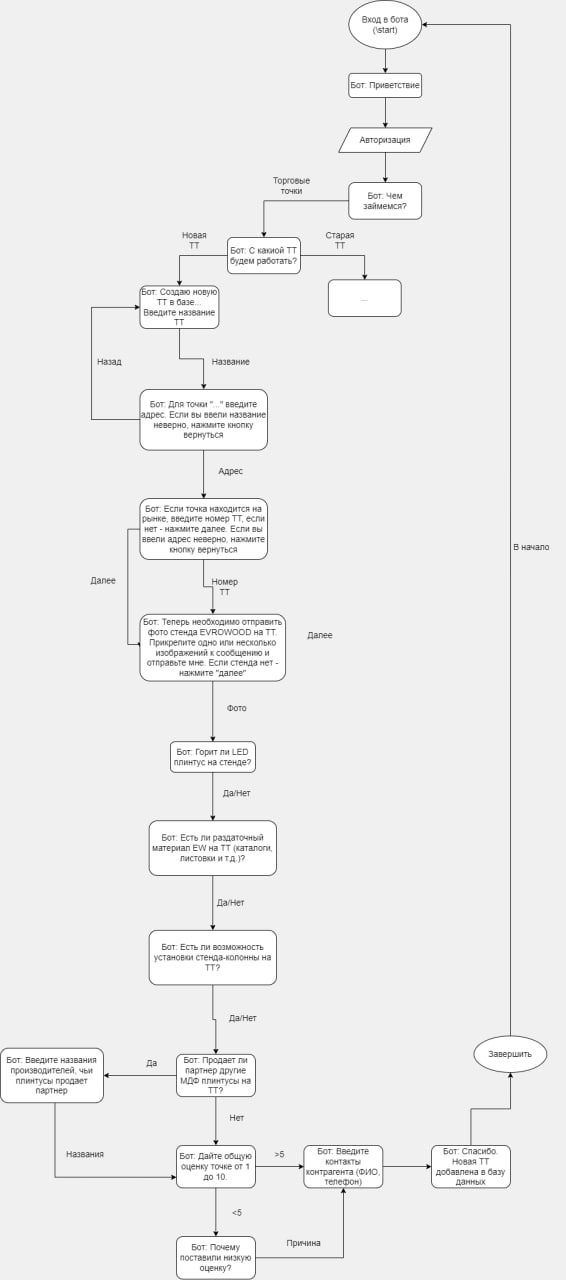 Вход в бота
(\start)
Бот: Приветствие
Авторизация
Бот: Чем
займемся?
Торговые
точки
Бот: С какиой ТТ
будем работать?
Новая
ТТ
Старая
ТТ
...
Бот: Создаю новую
ТТ в базе...
Введите название
ТТ
Назад
Название
Бот: Для точки "..." введите
адрес. Если вы ввели название
неверно, нажмите кнопку
вернуться
Адрес
Бот: Если точка находится на
рынке, введите номер ТТ, если
нет - нажмите далее. Если вы
ввели адрес неверно, нажмите
кнопку вернуться
В начало
Далее
Номер
ТТ
Бот: Теперь необходимо отправить
фото стенда EVROWOOD на ТТ.
Прикрепите одно или несколько
изображений к сообщению и
отправьте мне. Если стенда нет -
нажмите "далее"
Далее
Фото
Бот: Горит ли LED
плинтус на стенде?
Да/Нет
Бот: Есть ли раздаточный
материал EW на ТТ (каталоги,
листовки и т.д.)?
Да/Нет
Бот: Есть ли возможность
установки стенда-колонны на
ТТ?
Да/Нет
Бот: Продает ли
партнер другие
МДФ плинтусы на
ТТ?
Да
Бот: Введите названия
производителей, чьи
плинтусы продает
партнер
Завершить
Нет
Названия
Бот: Дайте общую
оценку точке от 1
до 10.
>5
Бот: Введите
контакты
контрагента (ФИО,
телефон)
Бот: Спасибо.
Новая ТТ
добавлена в базу
данных
<5
Бот: Почему
поставили низкую
оценку?
Причина